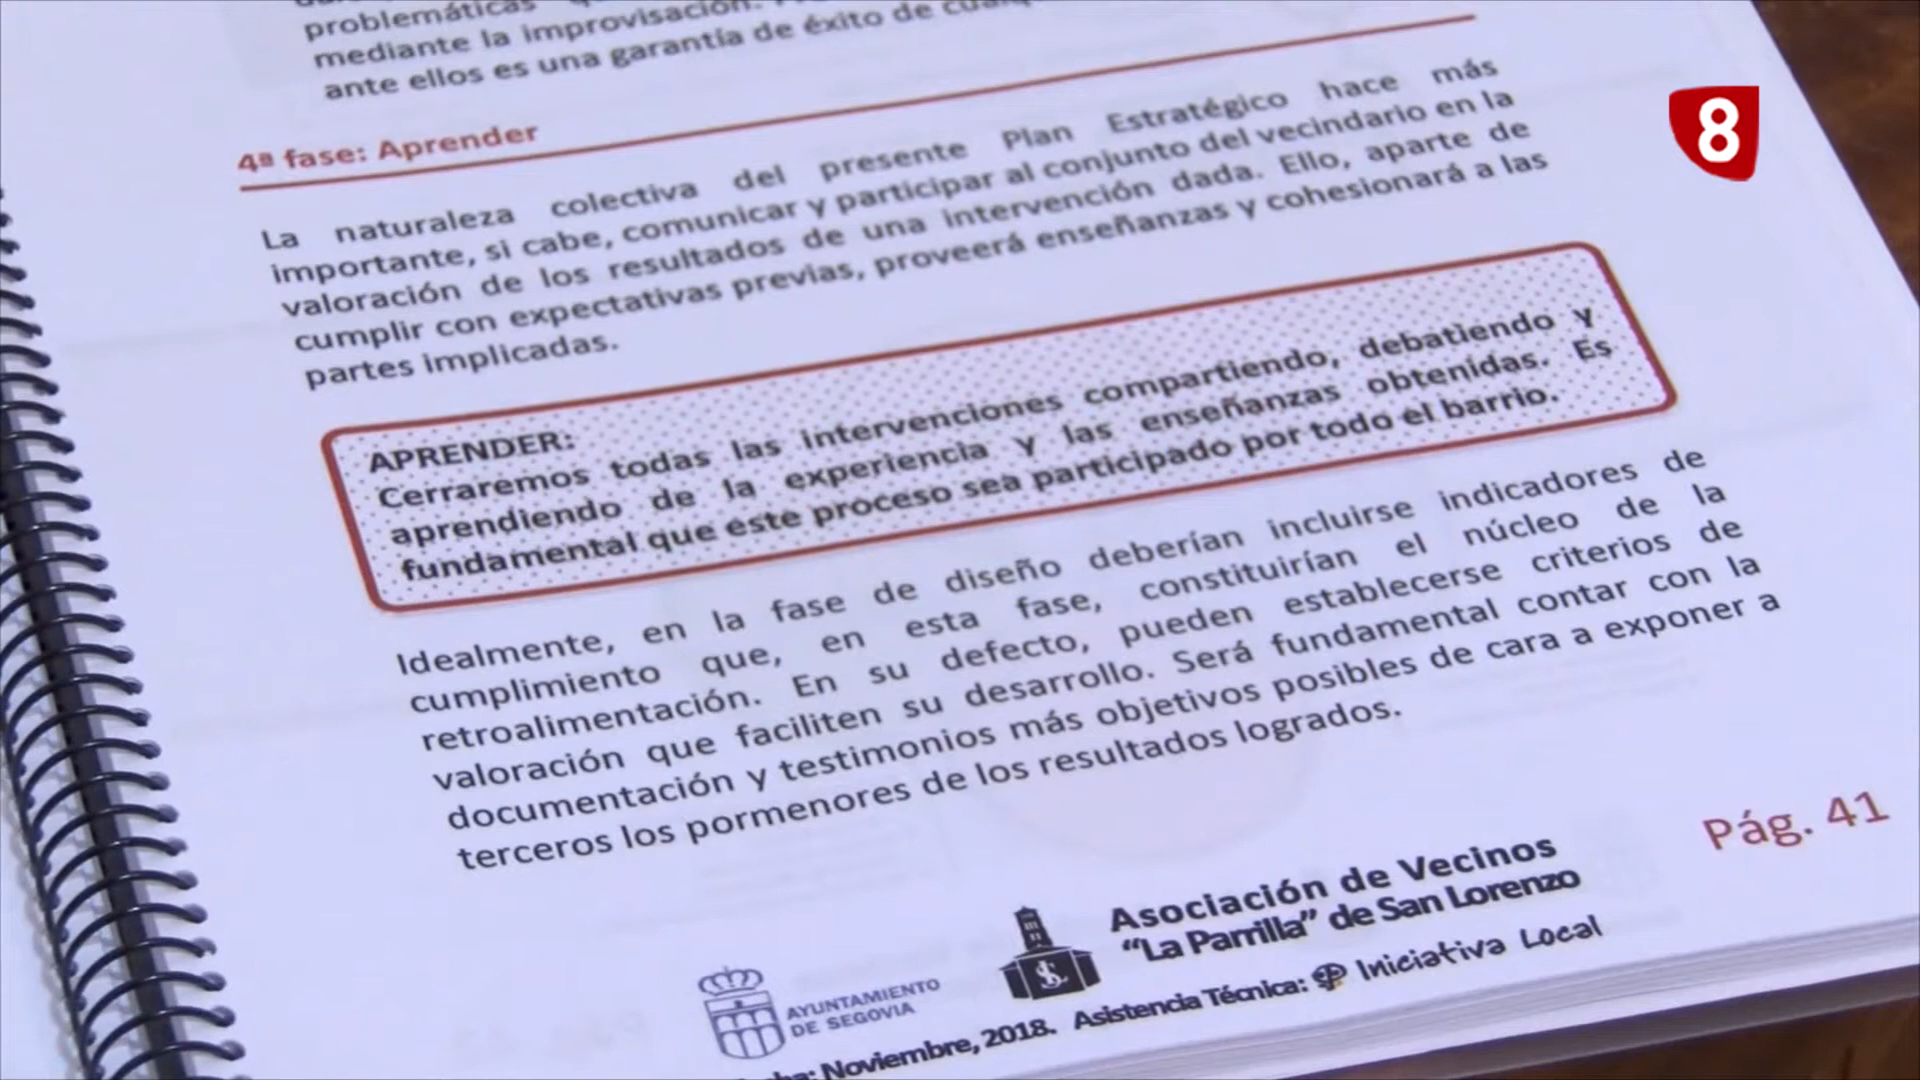 problemáticas
mediante la improvisación.
ante ellos es una garantía de éxito de
4ª fase: Aprender
La naturaleza colectiva del presente Plan Estratégico hace más
importante, si cabe, comunicar y participar al conjunto del vecindario en la
valoración de los resultados de una intervención dada. Ello, aparte de
cumplir con expectativas previas, proveerá enseñanzas y cohesionará a las
partes implicadas.
APRENDER:
Cerraremos todas las intervenciones compartiendo, debatiendo y
aprendiendo de la experiencia y las enseñanzas obtenidas. Es
fundamental que este proceso sea participado por todo el barrio.
Idealmente, en la fase de diseño deberían incluirse indicadores de
cumplimiento que, en esta fase, constituirían el núcleo de la
retroalimentación. En su defecto, pueden establecerse criterios de
valoración que faciliten su desarrollo. Será fundamental contar con la
documentación y testimonios más objetivos posibles de cara a exponer a
terceros los pormenores de los resultados logrados.
Pág. 41
AYUNTAMIENTO
DE SEGOVIA
Asociación de Vecinos
"La Parrilla" de San Lorenzo
Noviembre, 2018. Asistencia Técnica: Iniciativa Local
8